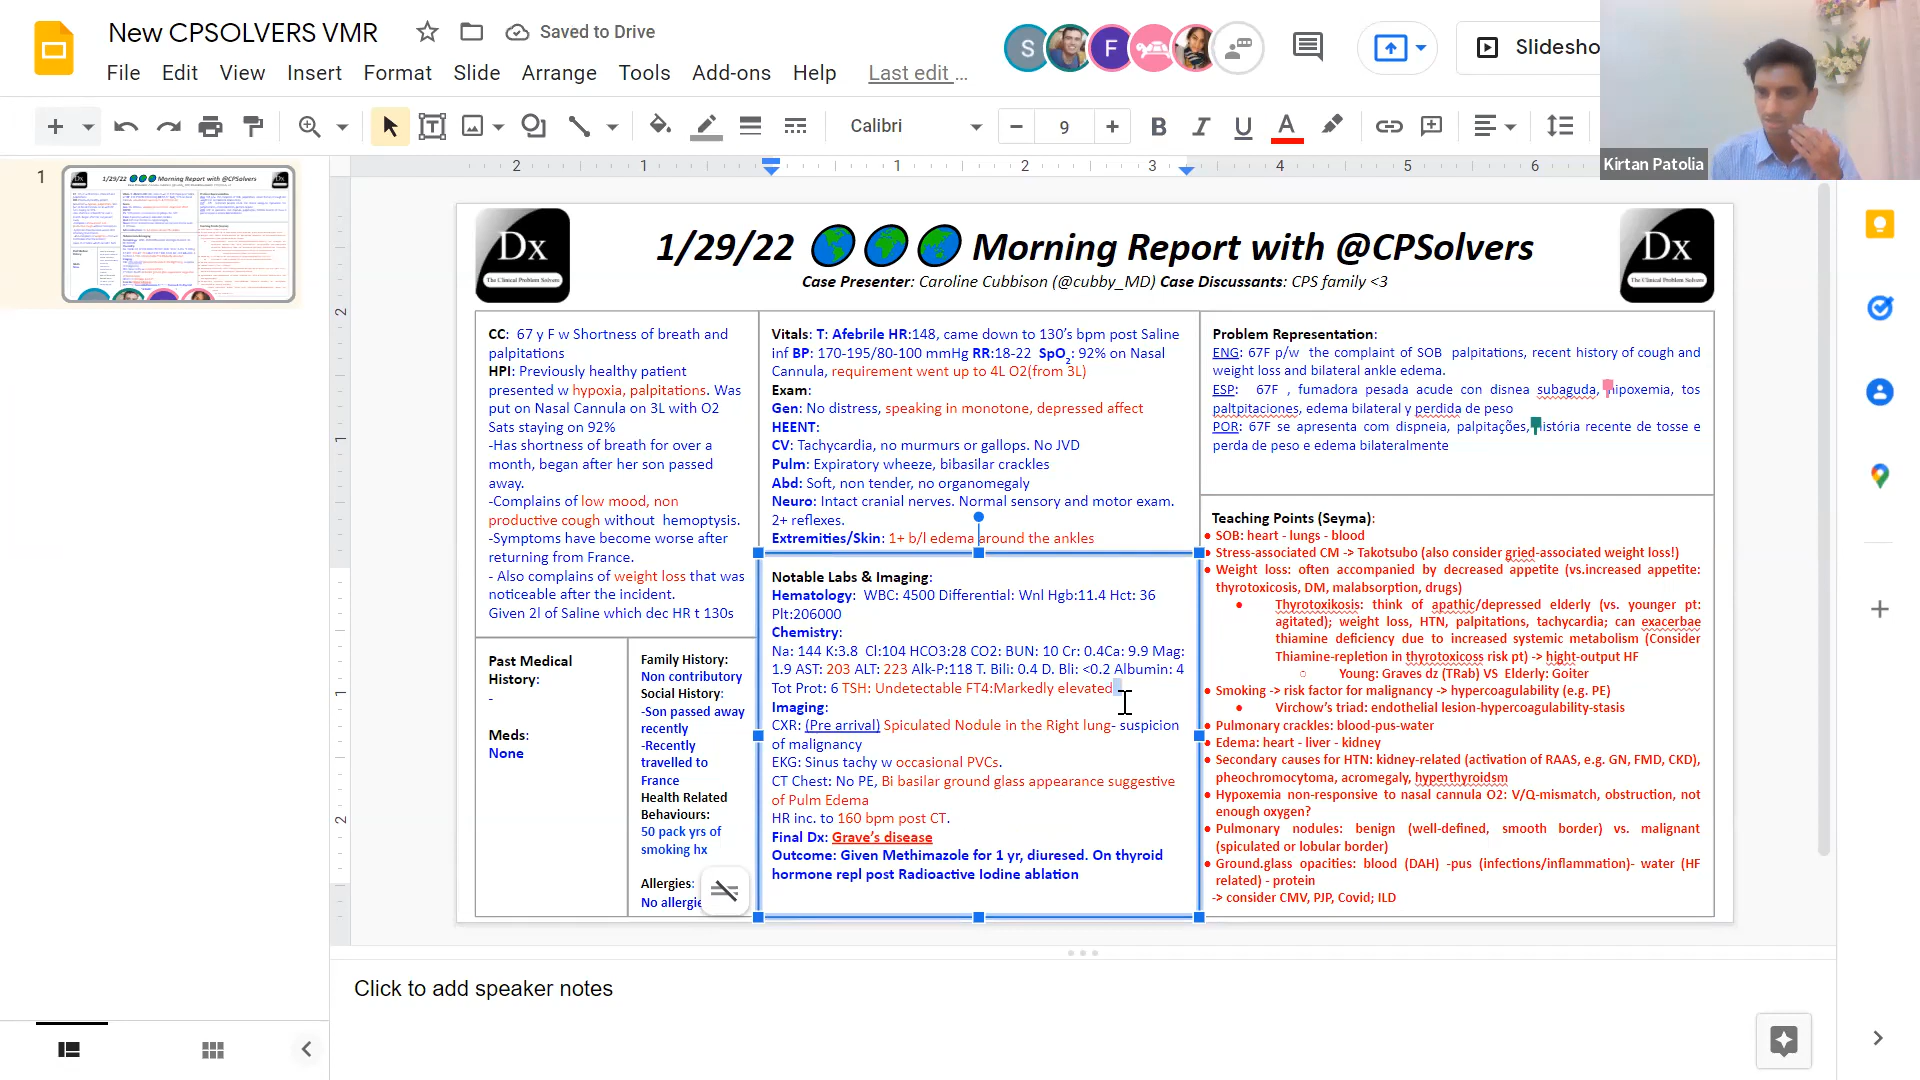 New CPSOLVERS VMR
Saved to Drive
File Edit View Insert Format Slide Arrange Tools Add-ons Help Last edit ...
S F
Slidesho
Calibri
9
B I U A
Kirtan Patolia
2 1 1 2 3 4 5 6
1
2 1 1 2
Dx
The Clinical Problem Solvers
1/29/22 Morning Report with @CPSolvers
Case Presenter: Caroline Cubbison (@cubby_MD) Case Discussants: CPS family <3
Dx
The Clinical Problem Solvers
CC: 67 y F w Shortness of breath and
palpitations
HPI: Previously healthy patient
presented w hypoxia, palpitations. Was
put on Nasal Cannula on 3L with O2
Sats staying on 92%
-Has shortness of breath for over a
month, began after her son passed
away.
-Complains of low mood, non
productive cough without hemoptysis.
-Symptoms have become worse after
returning from France.
- Also complains of weight loss that was
noticeable after the incident.
Given 2l of Saline which dec HR t 130s
Past Medical
History:
-
Meds:
None
Family History:
Non contributory
Social History:
-Son passed away
recently
-Recently
travelled to
France
Health Related
Behaviours:
50 pack yrs of
smoking hx
Allergies:
No allergie
Vitals: T: Afebrile HR:148, came down to 130's bpm post Saline
inf BP: 170-195/80-100 mmHg RR:18-22 SpO2: 92% on Nasal
Cannula, requirement went up to 4L O2(from 3L)
Exam:
Gen: No distress, speaking in monotone, depressed affect
HEENT:
CV: Tachycardia, no murmurs or gallops. No JVD
Pulm: Expiratory wheeze, bibasilar crackles
Abd: Soft, non tender, no organomegaly
Neuro: Intact cranial nerves. Normal sensory and motor exam.
2+ reflexes.
Extremities/Skin: 1+ b/l edema around the ankles
Notable Labs & Imaging:
Hematology: WBC: 4500 Differential: Wnl Hgb:11.4 Hct: 36
Plt:206000
Chemistry:
Na: 144 K:3.8 Cl:104 HCO3:28 CO2: BUN: 10 Cr: 0.4Ca: 9.9 Mag:
1.9 AST: 203 ALT: 223 Alk-P:118 T. Bili: 0.4 D. Bli: <0.2 Albumin: 4
Tot Prot: 6 TSH: Undetectable FT4:Markedly elevated
Imaging:
CXR: (Pre arrival) Spiculated Nodule in the Right lung- suspicion
of malignancy
EKG: Sinus tachy w occasional PVCs.
CT Chest: No PE, Bi basilar ground glass appearance suggestive
of Pulm Edema
HR inc. to 160 bpm post CT.
Final Dx: Grave's disease
Outcome: Given Methimazole for 1 yr, diuresed. On thyroid
hormone repl post Radioactive Iodine ablation
Problem Representation:
ENG: 67F p/w the complaint of SOB palpitations, recent history of cough and
weight loss and bilateral ankle edema.
ESP: 67F , fumadora pesada acude con disnea subaguda, hipoxemia, tos
paltpitaciones, edema bilateral y perdida de peso
POR: 67F se apresenta com dispneia, palpitações, história recente de tosse e
perda de peso e edema bilateralmente
Teaching Points (Seyma):
• SOB: heart - lungs - blood
• Stress-associated CM -> Takotsubo (also consider gried-associated weight loss!)
• Weight loss: often accompanied by decreased appetite (vs.increased appetite:
thyrotoxicosis, DM, malabsorption, drugs)
• Thyrotoxikosis: think of apathic/depressed elderly (vs. younger pt:
agitated); weight loss, HTN, palpitations, tachycardia; can exacerbae
thiamine deficiency due to increased systemic metabolism (Consider
Thiamine-repletion in thyrotoxicoss risk pt) -> hight-output HF
○ Young: Graves dz (TRab) VS Elderly: Goiter
• Smoking -> risk factor for malignancy -> hypercoagulability (e.g. PE)
• Virchow's triad: endothelial lesion-hypercoagulability-stasis
• Pulmonary crackles: blood-pus-water
• Edema: heart - liver - kidney
• Secondary causes for HTN: kidney-related (activation of RAAS, e.g. GN, FMD, CKD),
pheochromocytoma, acromegaly, hyperthyroidsm
• Hypoxemia non-responsive to nasal cannula O2: V/Q-mismatch, obstruction, not
enough oxygen?
• Pulmonary nodules: benign (well-defined, smooth border) vs. malignant
(spiculated or lobular border)
• Ground.glass opacities: blood (DAH) -pus (infections/inflammation)- water (HF
related) - protein
-> consider CMV, PJP, Covid; ILD
Click to add speaker notes